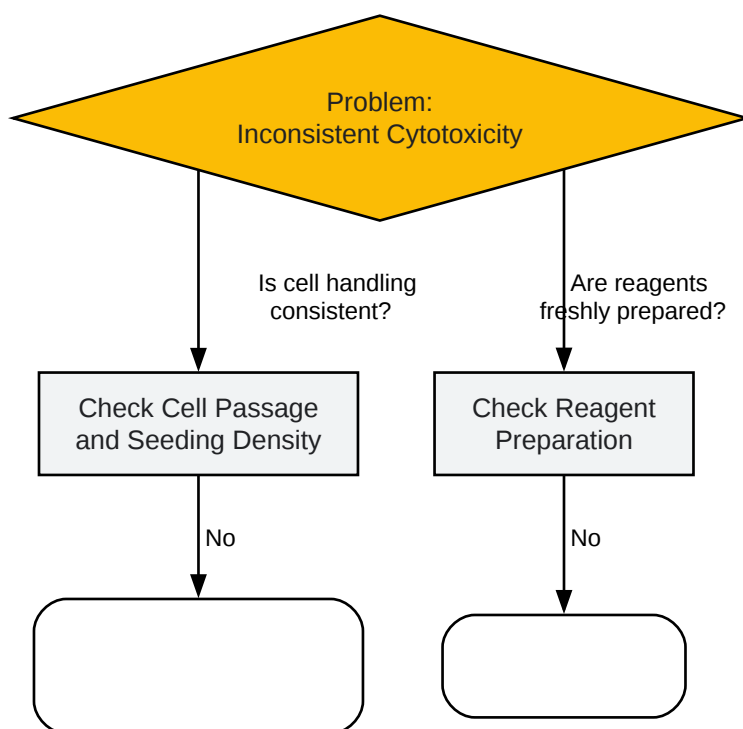 Problem:
Inconsistent Cytotoxicity
Is cell handling
consistent?
Are reagents
freshly prepared?
Check Cell Passage
and Seeding Density
Check Reagent
Preparation
No
No